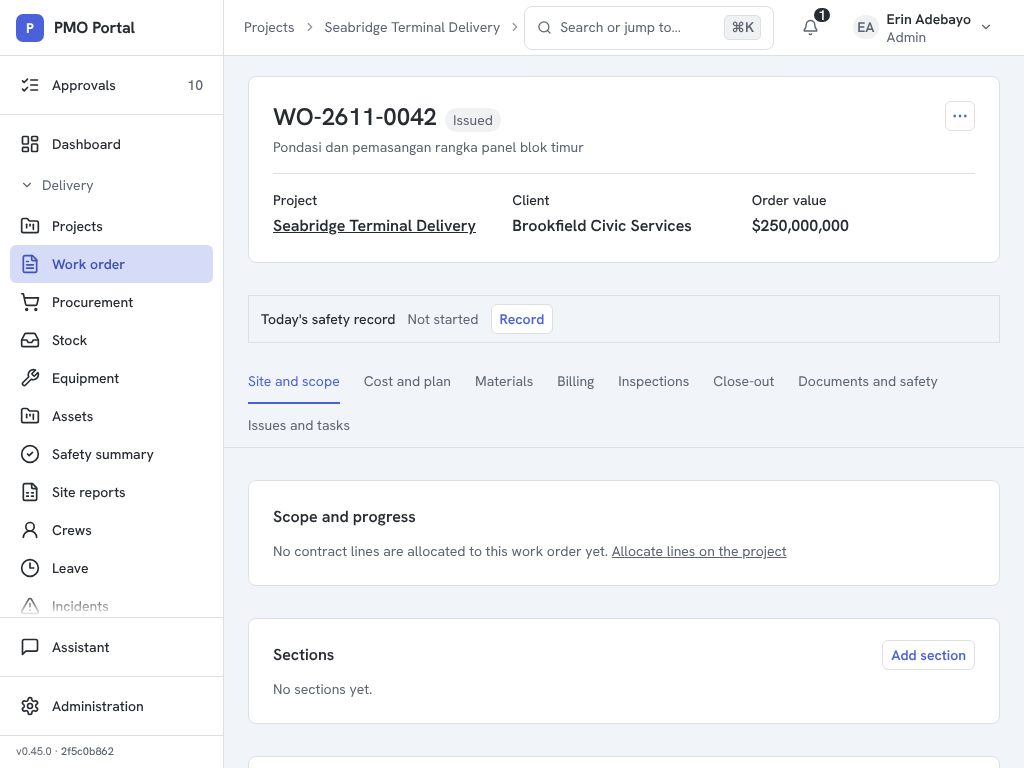 P PMO Portal
Projects > Seabridge Terminal Delivery >
Search or jump to...
⌘K
1
EA
Erin Adebayo
Admin
Approvals 10
Dashboard
Delivery
Projects
Work order
Procurement
Stock
Equipment
Assets
Safety summary
Site reports
Crews
Leave
Incidents
Assistant
Administration
v0.45.0 · 2f5c0b862
WO-2611-0042 Issued
Pondasi dan pemasangan rangka panel blok timur
Project Client Order value
Seabridge Terminal Delivery Brookfield Civic Services $250,000,000
Today's safety record Not started Record
Site and scope Cost and plan Materials Billing Inspections Close-out Documents and safety
Issues and tasks
Scope and progress
No contract lines are allocated to this work order yet. Allocate lines on the project
Sections Add section
No sections yet.